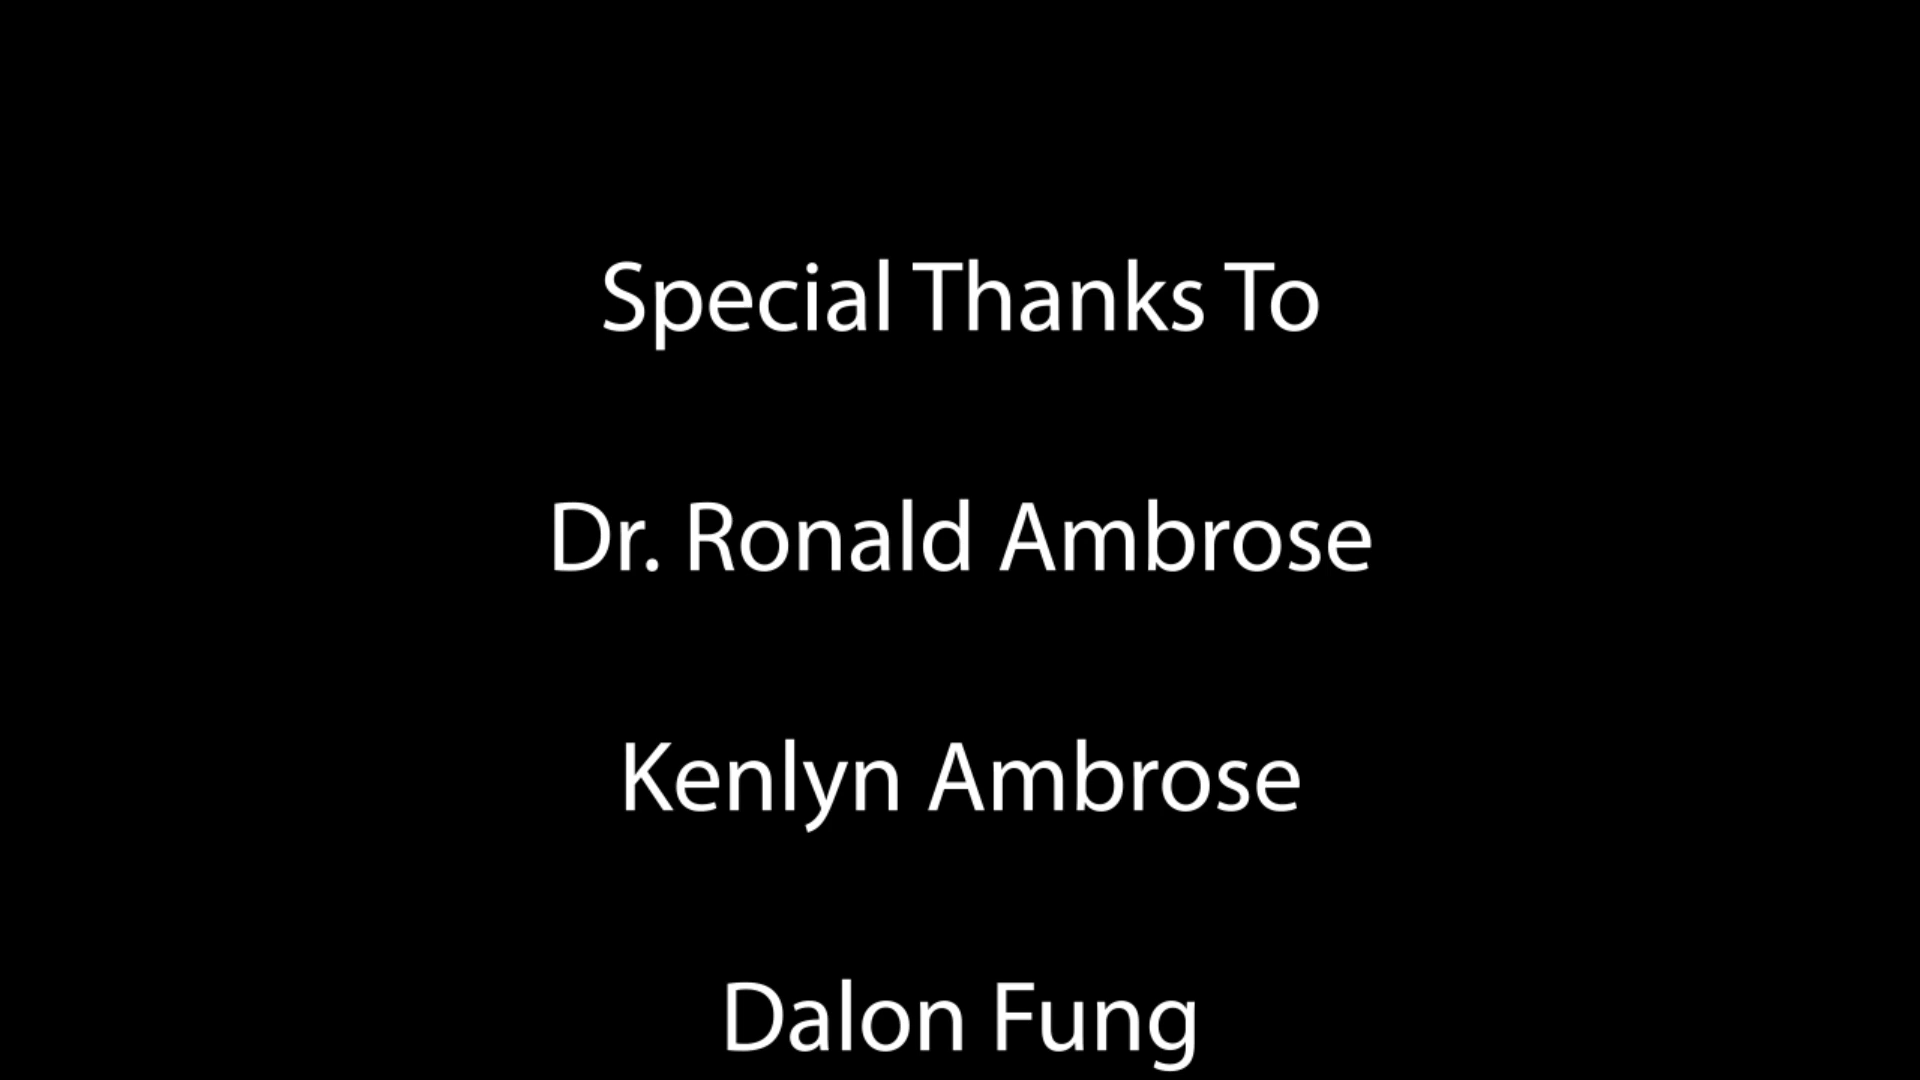 Special Thanks To
Dr. Ronald Ambrose
Kenlyn Ambrose
Dalon Fung